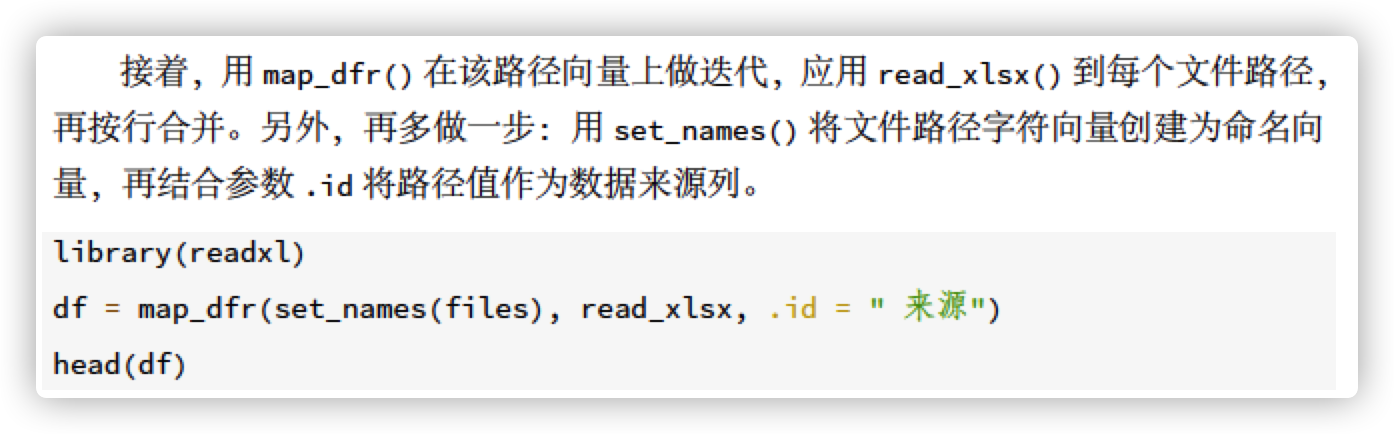 接着，用 map_dfr() 在该路径向量上做迭代，应用 read_xlsx() 到每个文件路径，
再按行合并。另外，再多做一步：用 set_names() 将文件路径字符向量创建为命名向
量，再结合参数 .id 将路径值作为数据来源列。
library(readxl)
df = map_dfr(set_names(files), read_xlsx, .id = " 来源")
head(df)